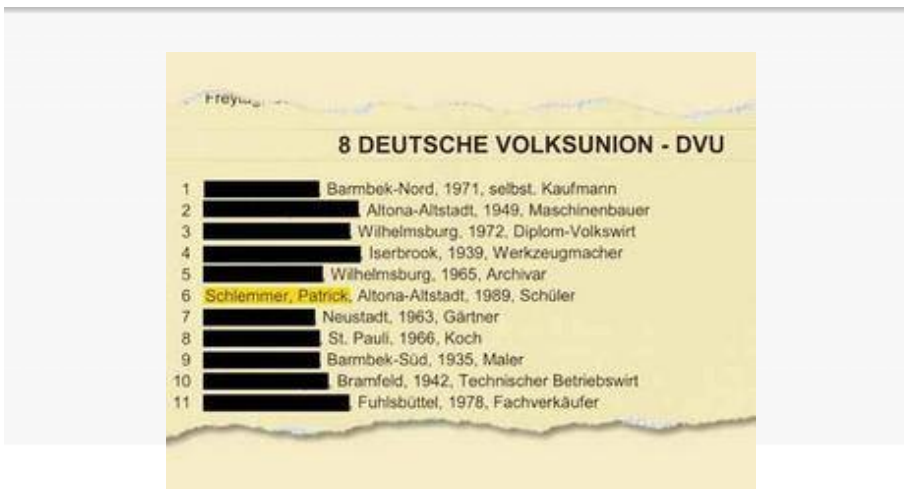 8 DEUTSCHE VOLKSUNION - DVU
1 Barmbek-Nord, 1971, selbst. Kaufmann
2 Altona-Altstadt, 1949, Maschinenbauer
3 Wilhelmsburg, 1972, Diplom-Volkswirt
4 Iserbrook, 1939, Werkzeugmacher
5 Wilhelmsburg, 1965, Archivar
6 Schlemmer, Patrick, Altona-Altstadt, 1989, Schüler
7 Neustadt, 1963, Gärtner
8 St. Pauli, 1966, Koch
9 Barmbek-Süd, 1935, Maler
10 Bramfeld, 1942, Technischer Betriebswirt
11 Fuhlsbüttel, 1978, Fachverkäufer